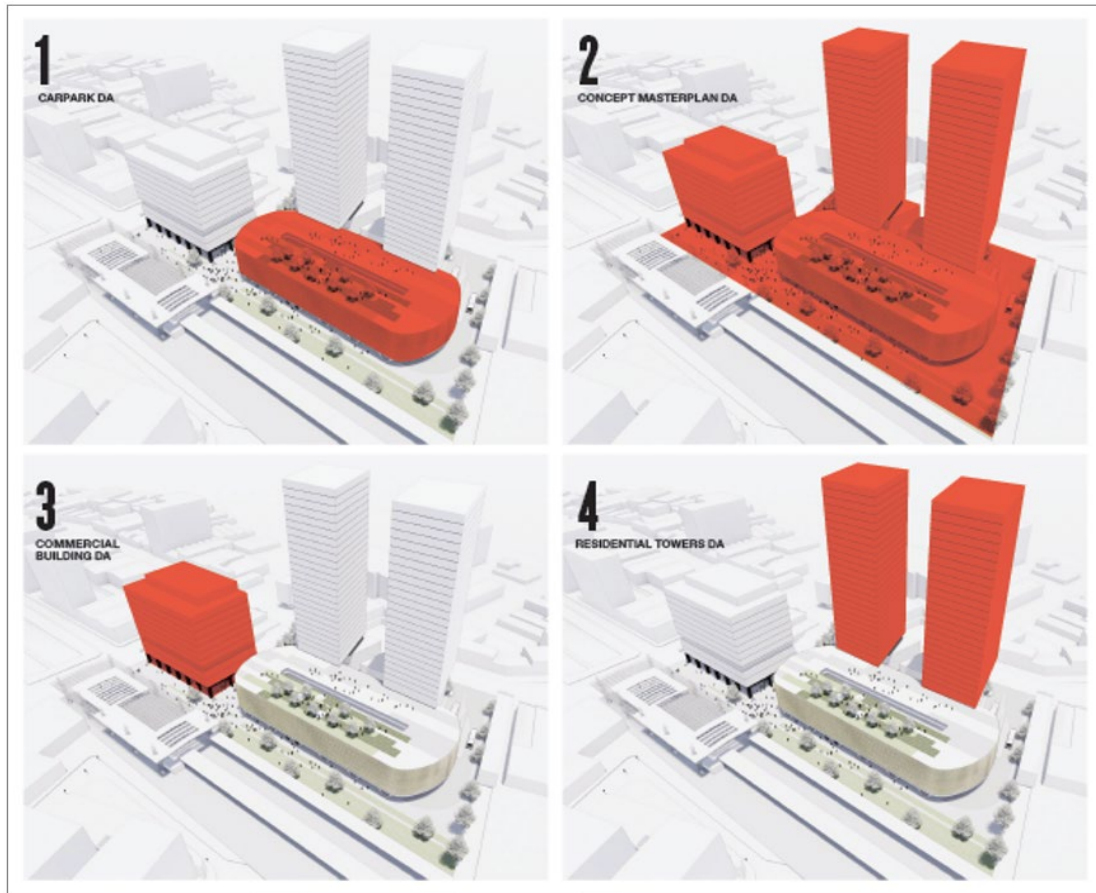 1
CARPARK DA
2
CONCEPT MASTERPLAN DA
3
COMMERCIAL
BUILDING DA
4
RESIDENTIAL TOWERS DA